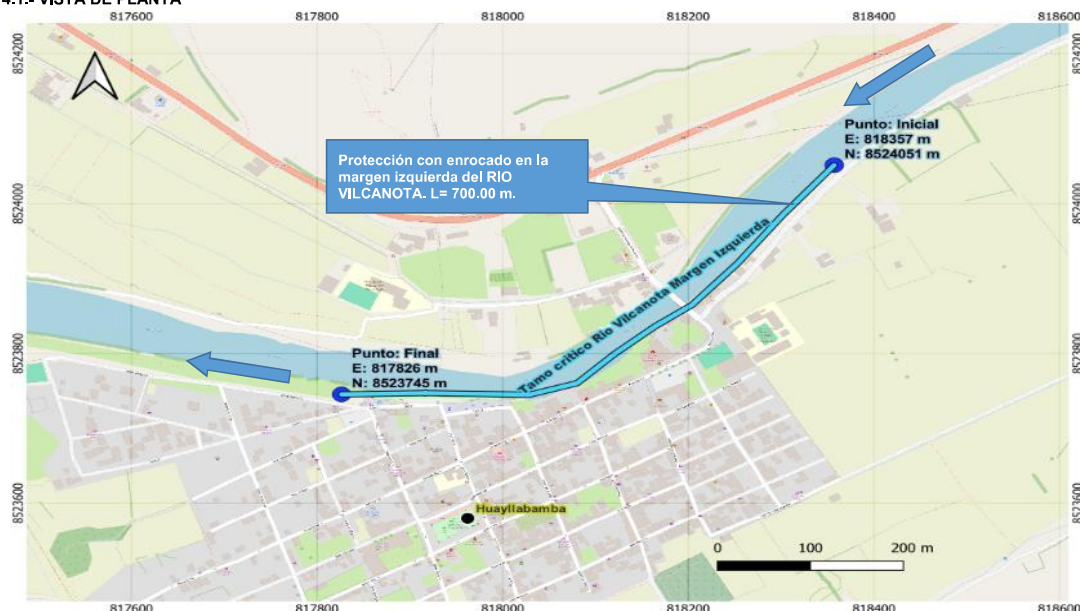 4.1.- VISTA DE PLANTA
817600 817800 818000 818200 818400 818600
8524200 8524200
Punto: Inicial
E: 818357 m
N: 8524051 m
Protección con enrocado en la
margen izquierda del RIO
VILCANOTA. L= 700.00 m.
8524000 8524000
Tamo critico Rio Vilcanota Margen Izquierda
8523800 8523800
Punto: Final
E: 817826 m
N: 8523745 m
8523600 8523600
Huayllabamba
0 100 200 m
817600 817800 818000 818200 818400 818600